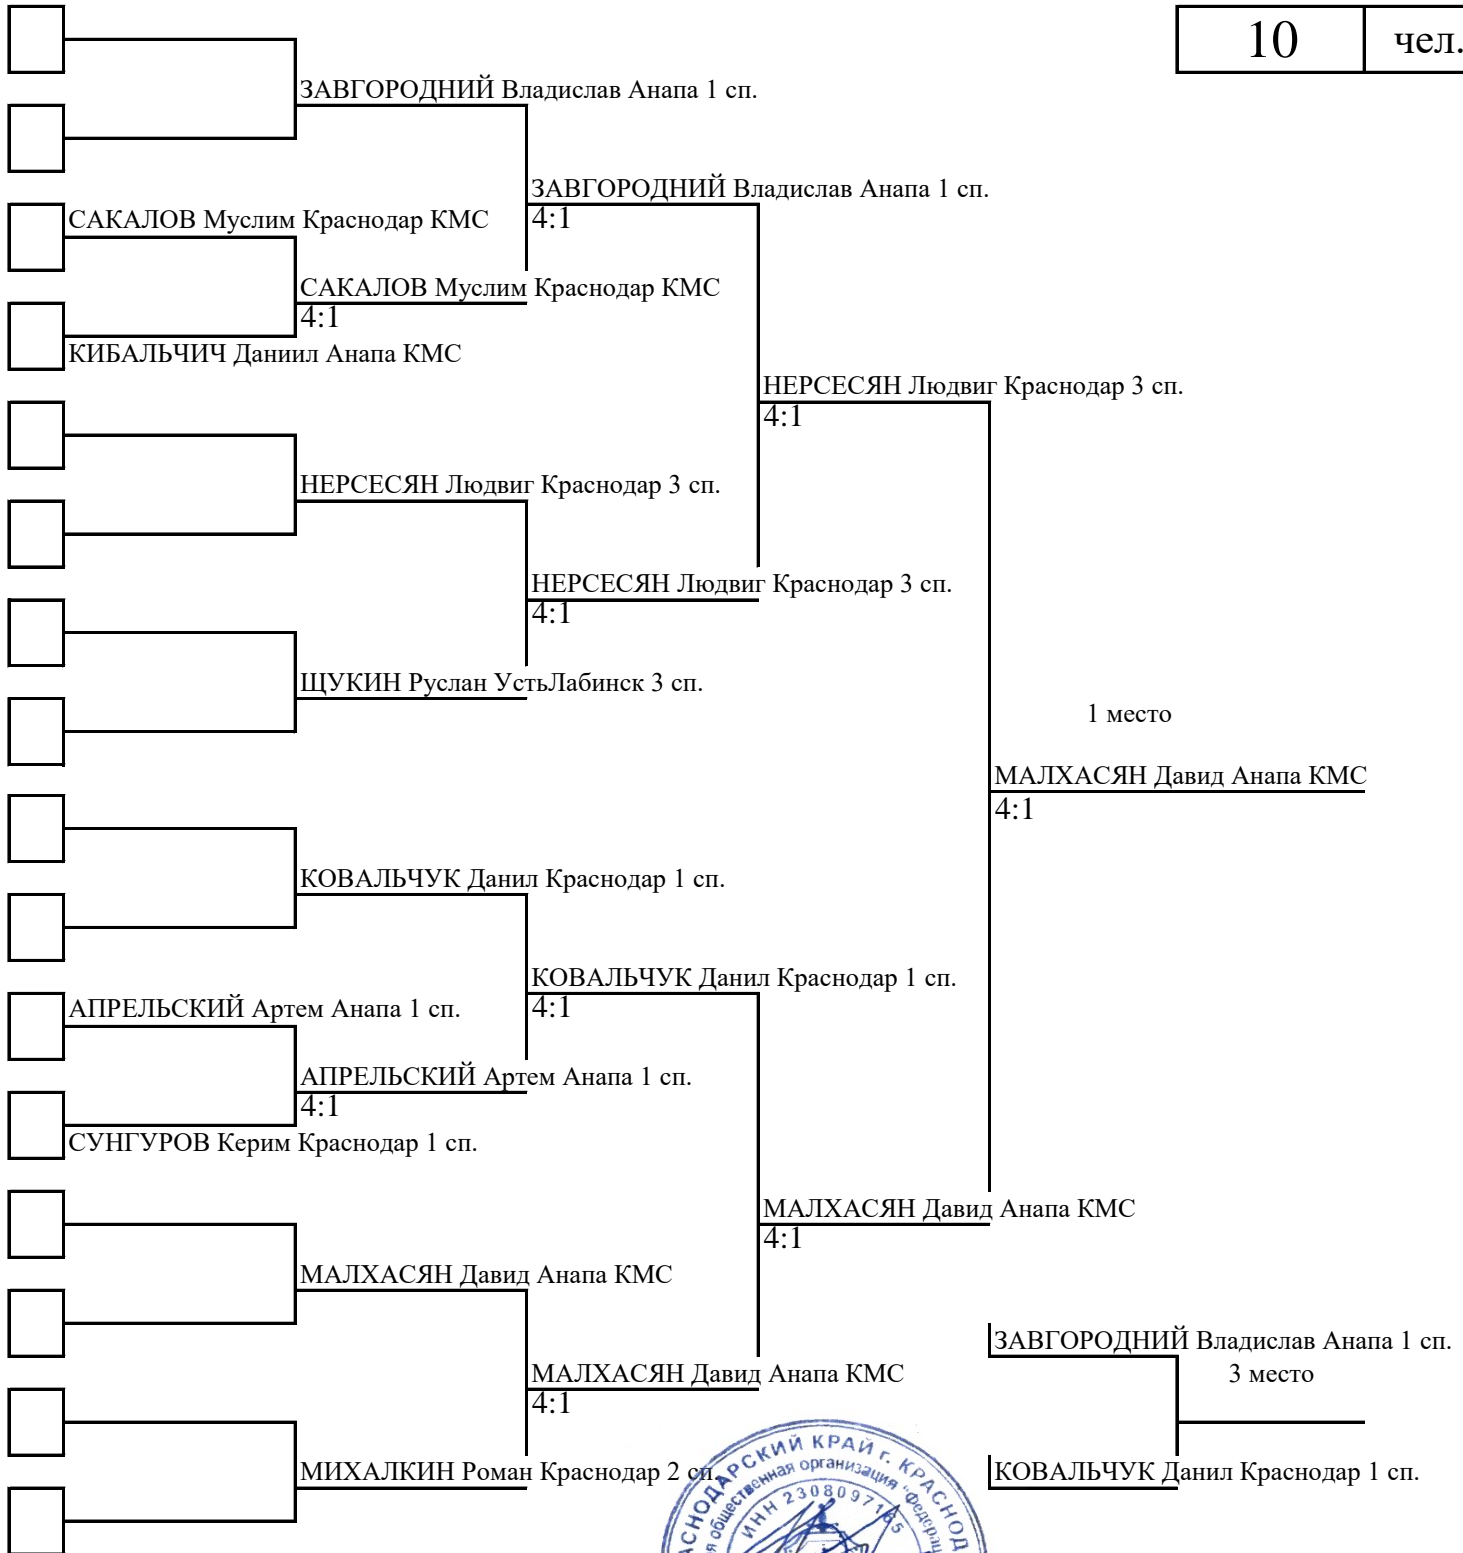 10 чел.
ЗАВГОРОДНИЙ Владислав Анапа 1 сп.
ЗАВГОРОДНИЙ Владислав Анапа 1 сп.
4:1
САКАЛОВ Муслим Краснодар КМС
САКАЛОВ Муслим Краснодар КМС
4:1
КИБАЛЬЧИЧ Даниил Анапа КМС
НЕРСЕСЯН Людвиг Краснодар 3 сп.
4:1
НЕРСЕСЯН Людвиг Краснодар 3 сп.
НЕРСЕСЯН Людвиг Краснодар 3 сп.
4:1
ЩУКИН Руслан УстьЛабинск 3 сп.
1 место
МАЛХАСЯН Давид Анапа КМС
4:1
КОВАЛЬЧУК Данил Краснодар 1 сп.
КОВАЛЬЧУК Данил Краснодар 1 сп.
4:1
АПРЕЛЬСКИЙ Артем Анапа 1 сп.
АПРЕЛЬСКИЙ Артем Анапа 1 сп.
4:1
СУНГУРОВ Керим Краснодар 1 сп.
МАЛХАСЯН Давид Анапа КМС
4:1
МАЛХАСЯН Давид Анапа КМС
ЗАВГОРОДНИЙ Владислав Анапа 1 сп.
3 место
МАЛХАСЯН Давид Анапа КМС
4:1
МИХАЛКИН Роман Краснодар 2 сп.
КОВАЛЬЧУК Данил Краснодар 1 сп.
КРАЙ г.
общественная организация
ИНН 2308097165